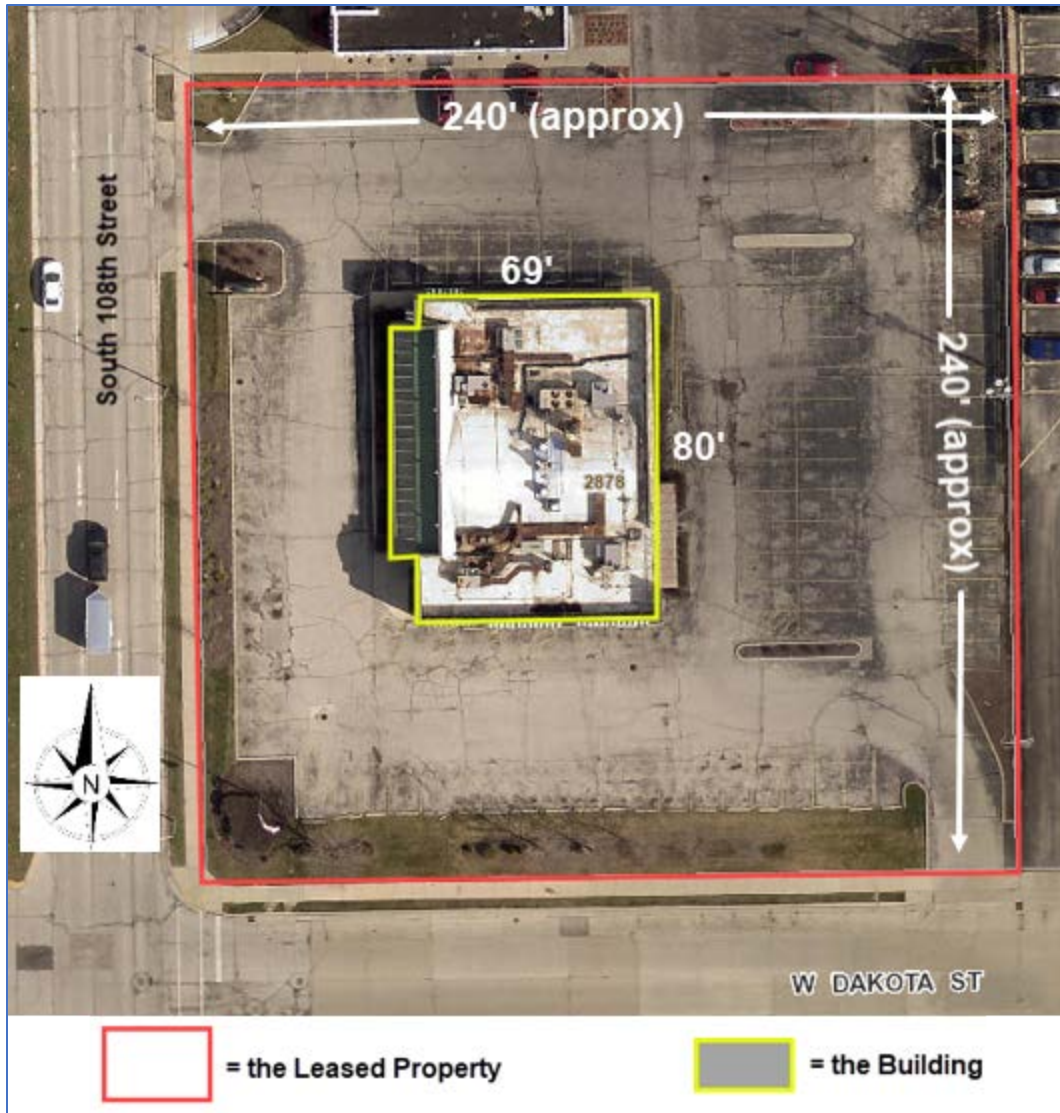 240' (approx)
South 108th Street
69'
240' (approx)
80'
2878
N
W DAKOTA ST
= the Leased Property
= the Building